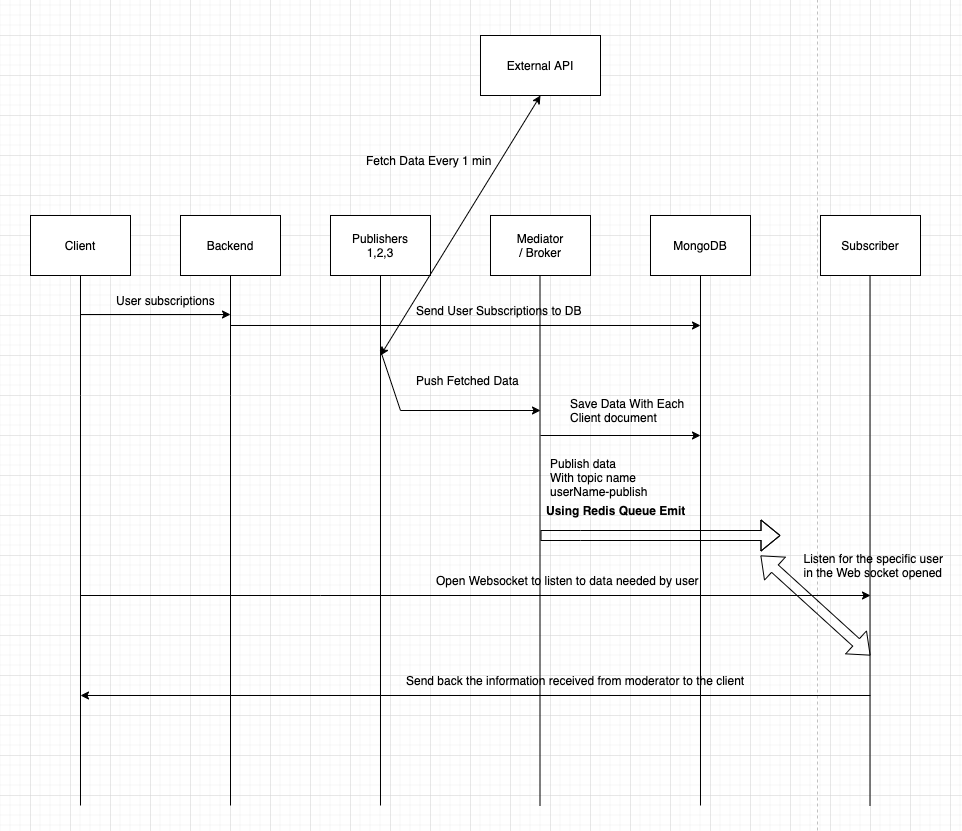 External API
Fetch Data Every 1 min
Client
Backend
Publishers
1,2,3
Mediator
/ Broker
MongoDB
Subscriber
User subscriptions
Send User Subscriptions to DB
Push Fetched Data
Save Data With Each
Client document
Publish data
With topic name
userName-publish
Using Redis Queue Emit
Listen for the specific user
in the Web socket opened
Open Websocket to listen to data needed by user
Send back the information received from moderator to the client